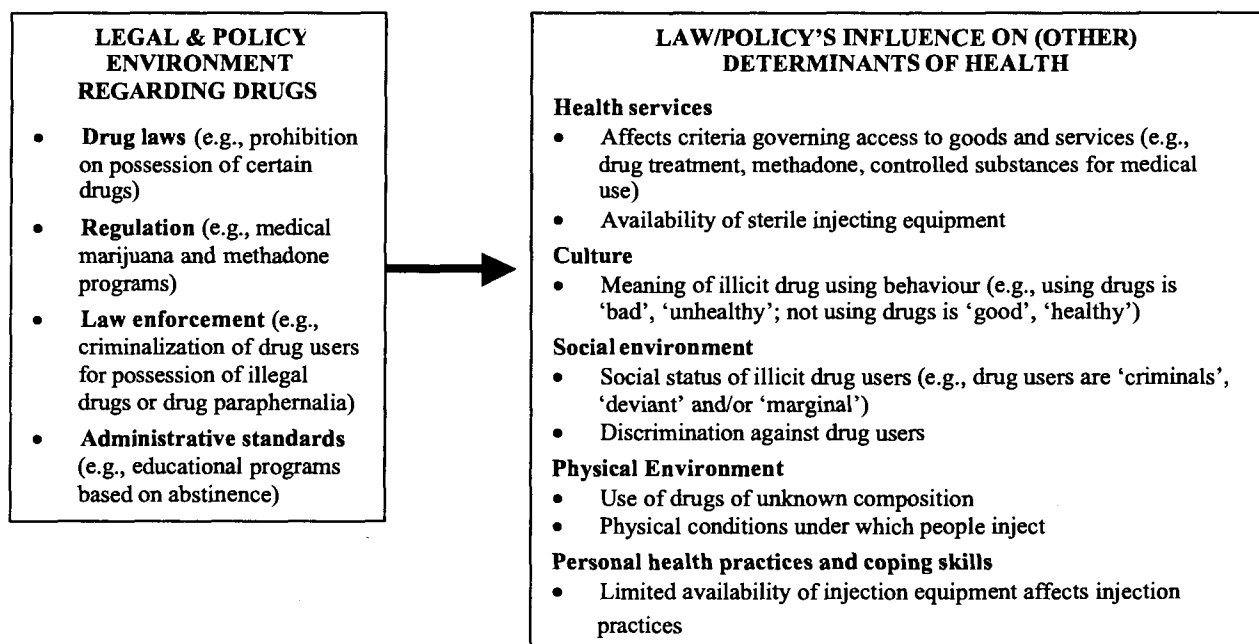 LEGAL & POLICY
ENVIRONMENT
REGARDING DRUGS
• Drug laws (e.g., prohibition
on possession of certain
drugs)
• Regulation (e.g., medical
marijuana and methadone
programs)
• Law enforcement (e.g.,
criminalization of drug users
for possession of illegal
drugs or drug paraphernalia)
• Administrative standards
(e.g., educational programs
based on abstinence)
LAW/POLICY'S INFLUENCE ON (OTHER)
DETERMINANTS OF HEALTH
Health services
• Affects criteria governing access to goods and services (e.g.,
drug treatment, methadone, controlled substances for medical
use)
• Availability of sterile injecting equipment
Culture
• Meaning of illicit drug using behaviour (e.g., using drugs is
‘bad’, ‘unhealthy’; not using drugs is ‘good’, ‘healthy’)
Social environment
• Social status of illicit drug users (e.g., drug users are ‘criminals’,
‘deviant’ and/or ‘marginal’)
• Discrimination against drug users
Physical Environment
• Use of drugs of unknown composition
• Physical conditions under which people inject
Personal health practices and coping skills
• Limited availability of injection equipment affects injection
practices